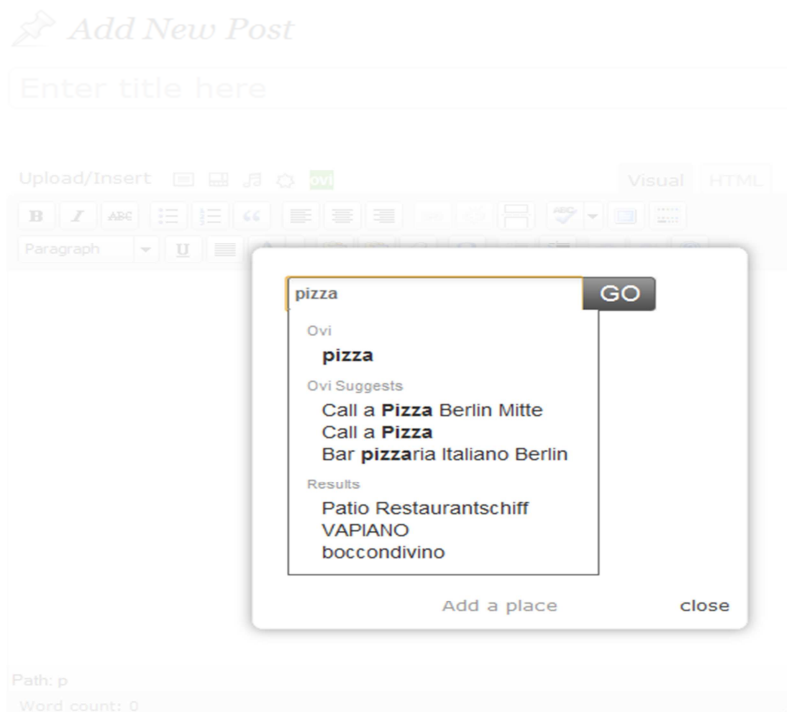 Add New Post
Enter title here
Upload/Insert ovi Visual HTML
B I ABC ABC
Paragraph U
pizza GO
Ovi
pizza
Ovi Suggests
Call a Pizza Berlin Mitte
Call a Pizza
Bar pizzaria Italiano Berlin
Results
Patio Restaurantschiff
VAPIANO
boccondivino
Add a place close
Path: p
Word count: 0